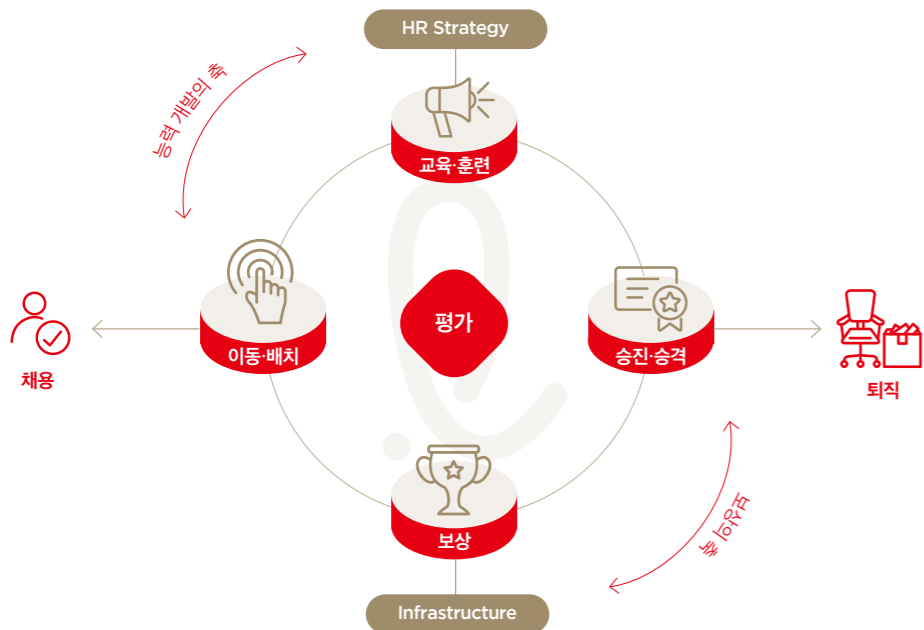 HR Strategy
능력 개발의 축
교육·훈련
이동·배치
평가
승진·승격
채용
퇴직
보상
보상의 축
Infrastructure